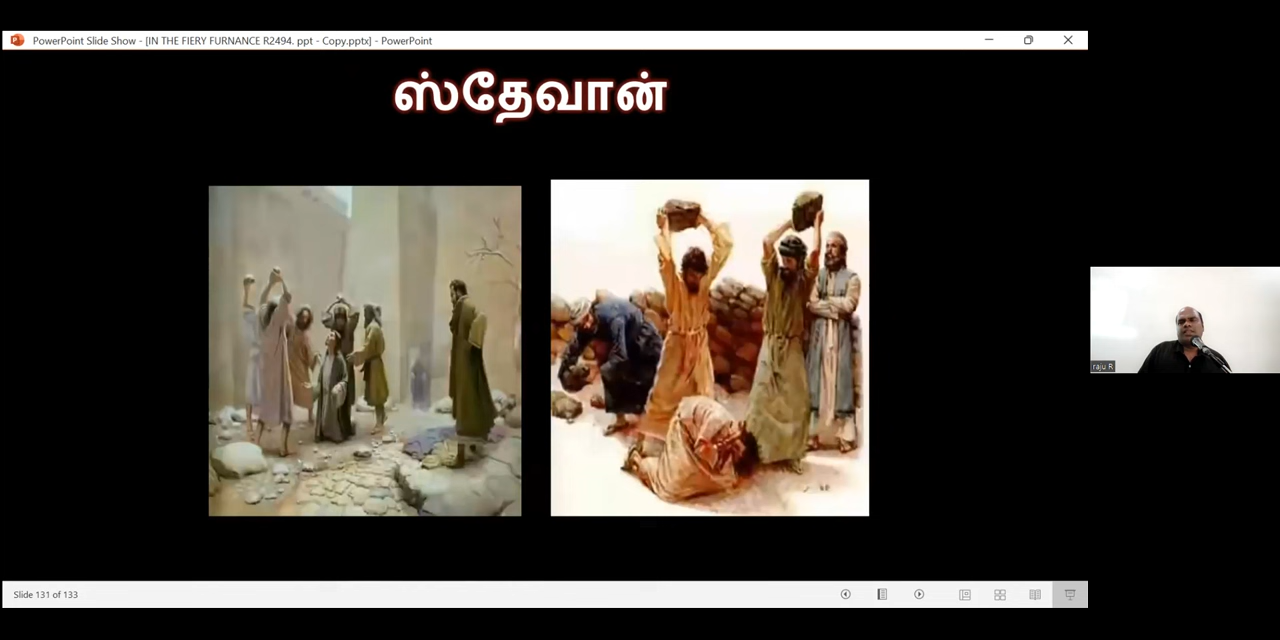 PowerPoint Slide Show - [IN THE FIERY FURNANCE R2494. ppt - Copy.pptx] - PowerPoint
ஸ்தேவான்
raju R
Slide 131 of 133